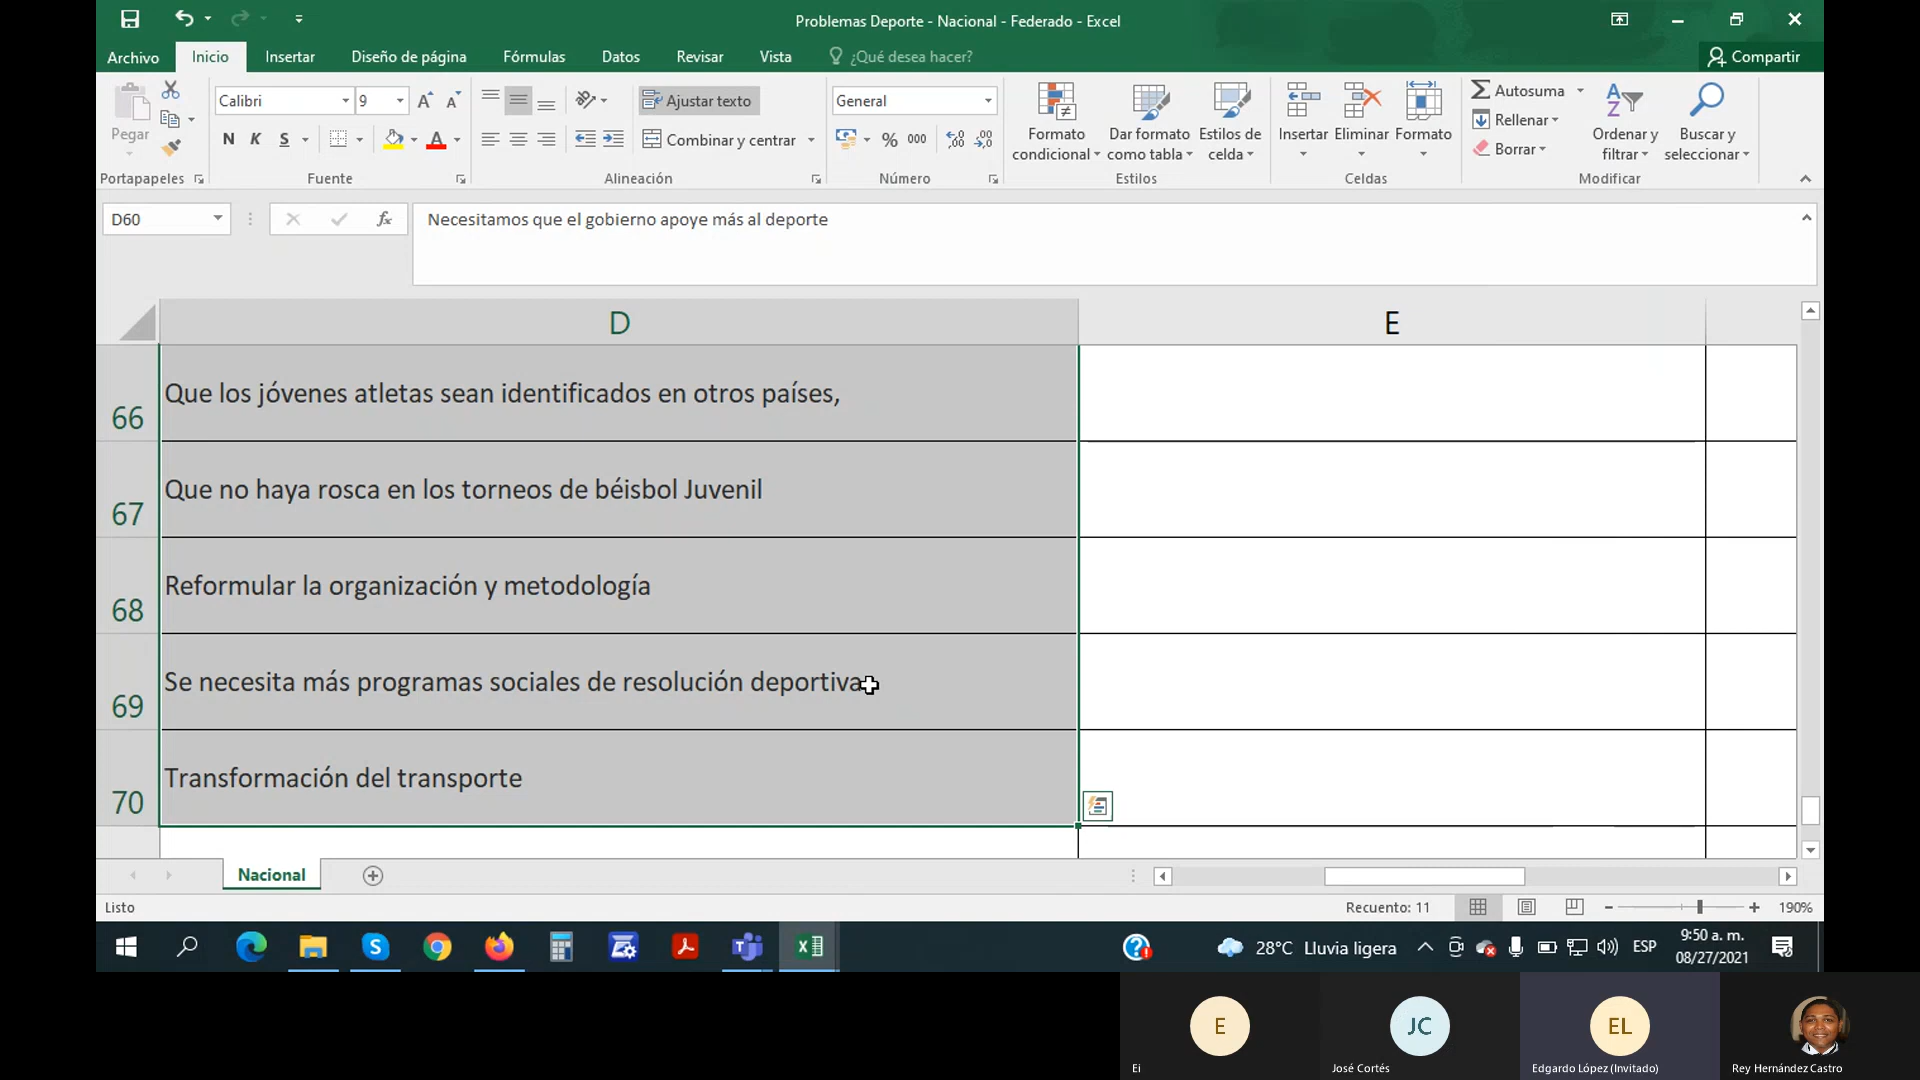 Problemas Deporte - Nacional - Federado - Excel
Archivo Inicio Insertar Diseño de página Fórmulas Datos Revisar Vista ¿Qué desea hacer? Compartir
Pegar
Calibri 9
Ajustar texto
General
N K S
Combinar y centrar
% 000
Formato condicional
Dar formato como tabla
Estilos de celda
Insertar Eliminar Formato
Autosuma
Rellenar
Borrar
Ordenar y filtrar
Buscar y seleccionar
Portapapeles Fuente Alineación Número Estilos Celdas Modificar
D60 fx Necesitamos que el gobierno apoye más al deporte
D E
66 Que los jóvenes atletas sean identificados en otros países,
67 Que no haya rosca en los torneos de béisbol Juvenil
68 Reformular la organización y metodología
69 Se necesita más programas sociales de resolución deportiva
70 Transformación del transporte
Nacional
Listo Recuento: 11 190%
28°C Lluvia ligera ESP 9:50 a. m.
08/27/2021
E JC EL
Ei José Cortés Edgardo López (Invitado) Rey Hernández Castro